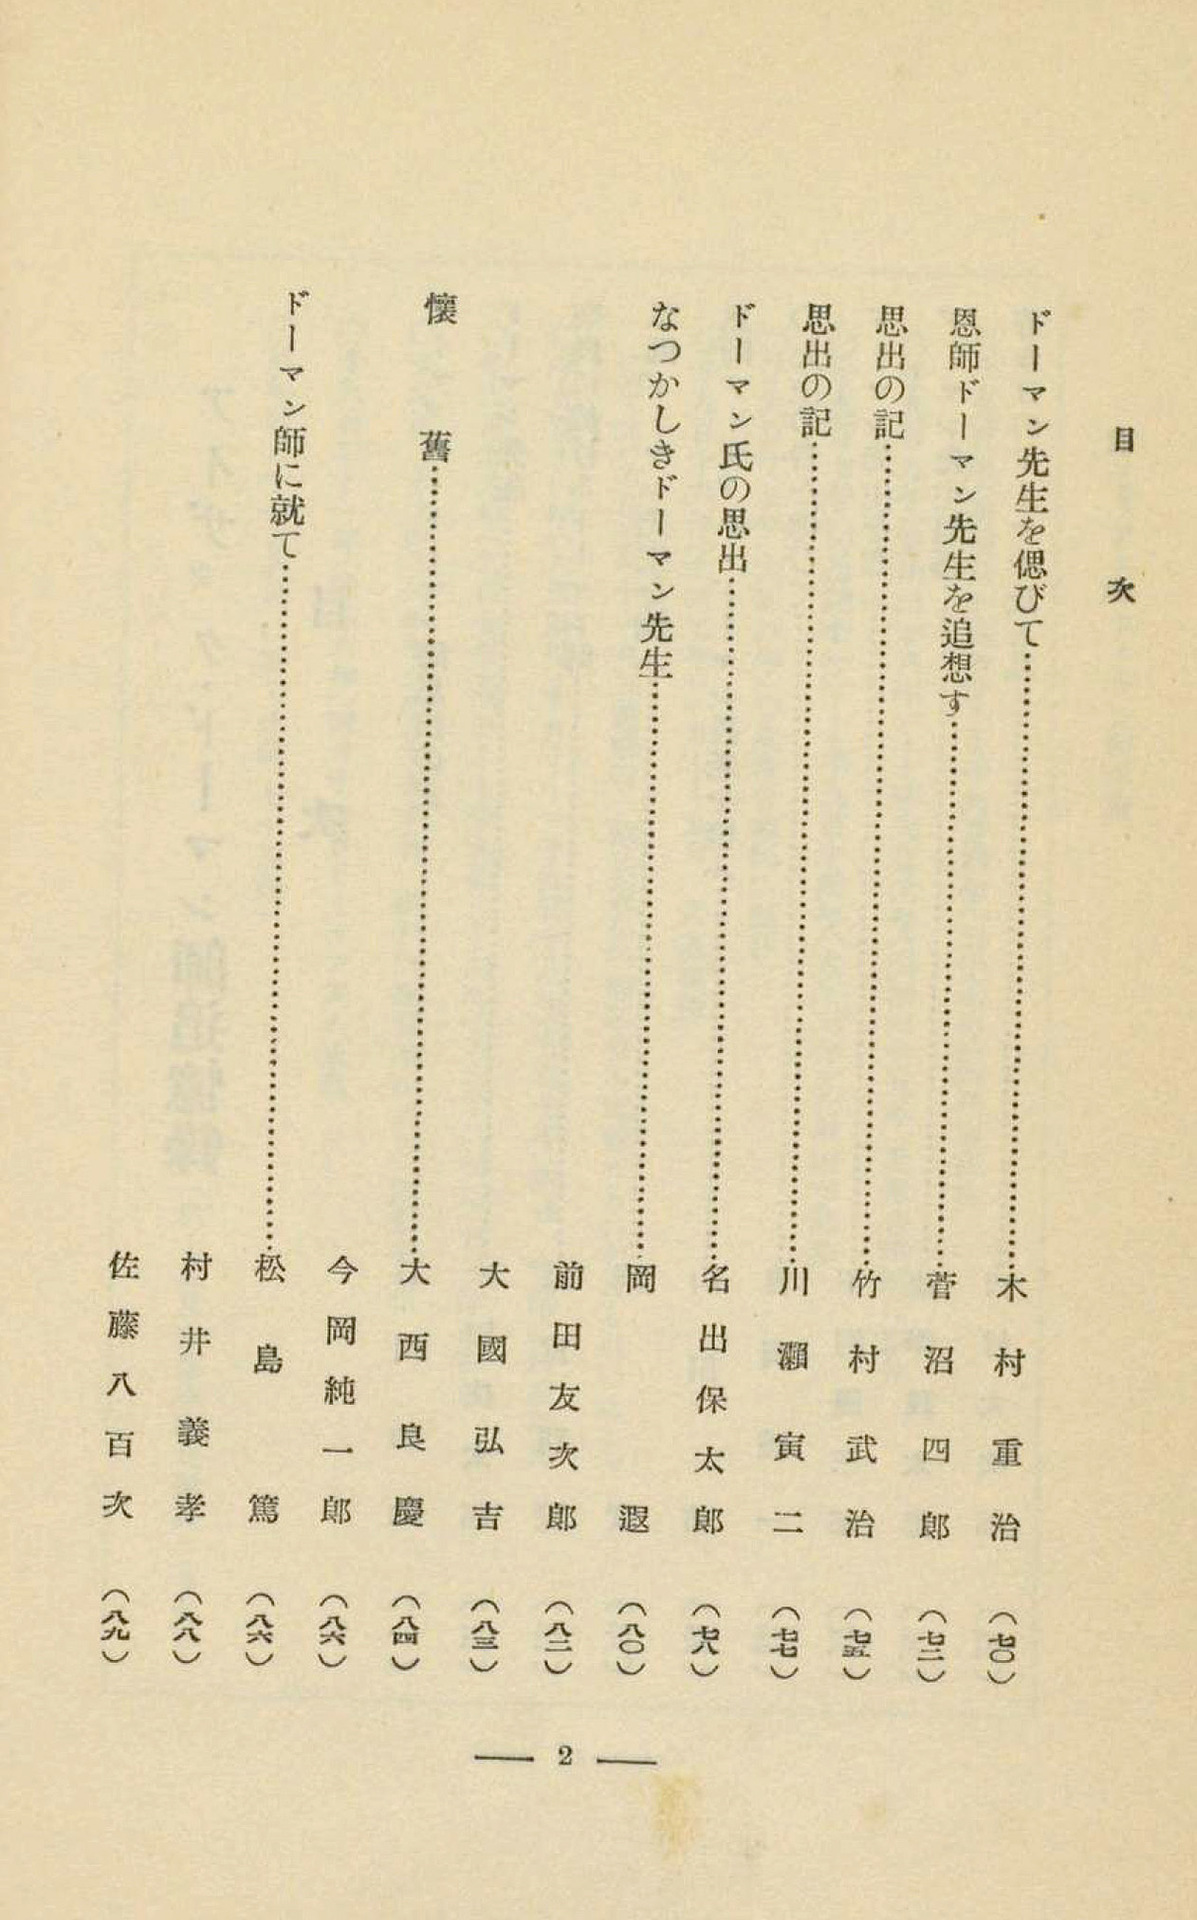 目次
ドーマン先生を偲びて……木村重治（七〇）
恩師ドーマン先生を追想す……菅沼四郎（七二）
思出の記……竹村武治（七五）
思出の記……川瀬寅二（七七）
ドーマン氏の思出……名出保太郎（七八）
なつかしきドーマン先生……岡遐（八〇）
前田友次郎（八二）
大國弘吉（八三）
懷舊……大西良慶（八四）
今岡純一郎（八六）
ドーマン師に就て……松島篤（八六）
村井義孝（八八）
佐藤八百次（八九）
— 2 —